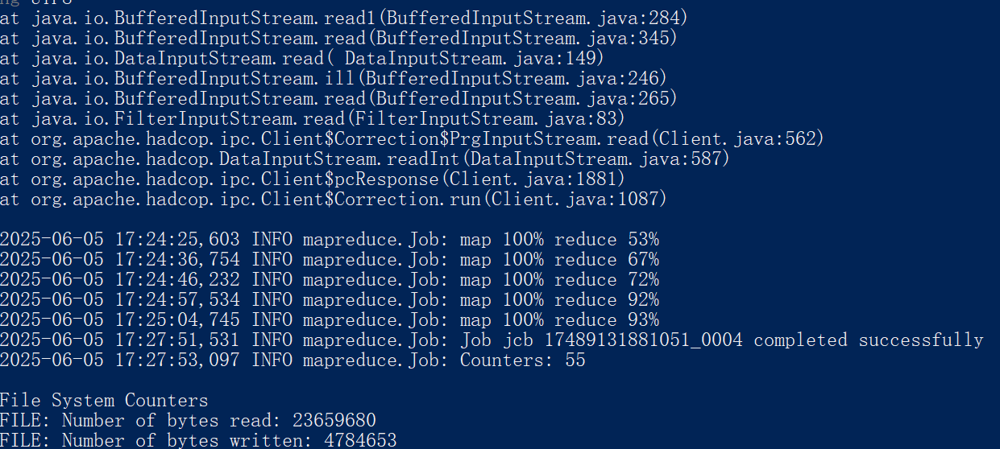 at java.io.BufferedInputStream.read1(BufferedInputStream.java:284)
at java.io.BufferedInputStream.read(BufferedInputStream.java:345)
at java.io.DataInputStream.read( DataInputStream.java:149)
at java.io.BufferedInputStream.ill(BufferedInputStream.java:246)
at java.io.BufferedInputStream.read(BufferedInputStream.java:265)
at java.io.FilterInputStream.read(FilterInputStream.java:83)
at org.apache.hadcop.ipc.Client$Correction$PrgInputStream.read(Client.java:562)
at org.apache.hadcop.DataInputStream.readInt(DataInputStream.java:587)
at org.apache.hadcop.ipc.Client$pcResponse(Client.java:1881)
at org.apache.hadcop.ipc.Client$Correction.run(Client.java:1087)
2025-06-05 17:24:25,603 INFO mapreduce.Job: map 100% reduce 53%
2025-06-05 17:24:36,754 INFO mapreduce.Job: map 100% reduce 67%
2025-06-05 17:24:46,232 INFO mapreduce.Job: map 100% reduce 72%
2025-06-05 17:24:57,534 INFO mapreduce.Job: map 100% reduce 92%
2025-06-05 17:25:04,745 INFO mapreduce.Job: map 100% reduce 93%
2025-06-05 17:27:51,531 INFO mapreduce.Job: Job jcb 17489131881051_0004 completed successfully
2025-06-05 17:27:53,097 INFO mapreduce.Job: Counters: 55
File System Counters
FILE: Number of bytes read: 23659680
FILE: Number of bytes written: 4784653